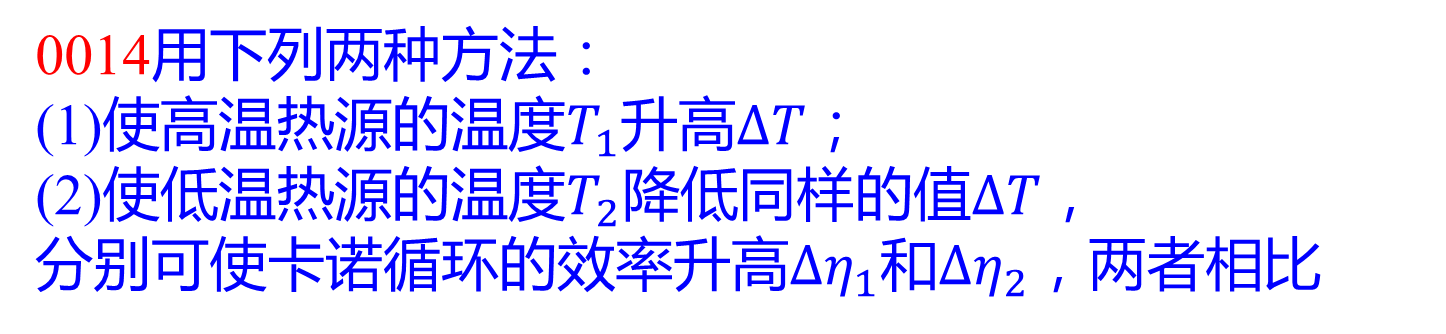 0014用下列两种方法：
(1)使高温热源的温度T₁升高ΔT；
(2)使低温热源的温度T₂降低同样的值ΔT，
分别可使卡诺循环的效率升高Δη₁和Δη₂，两者相比